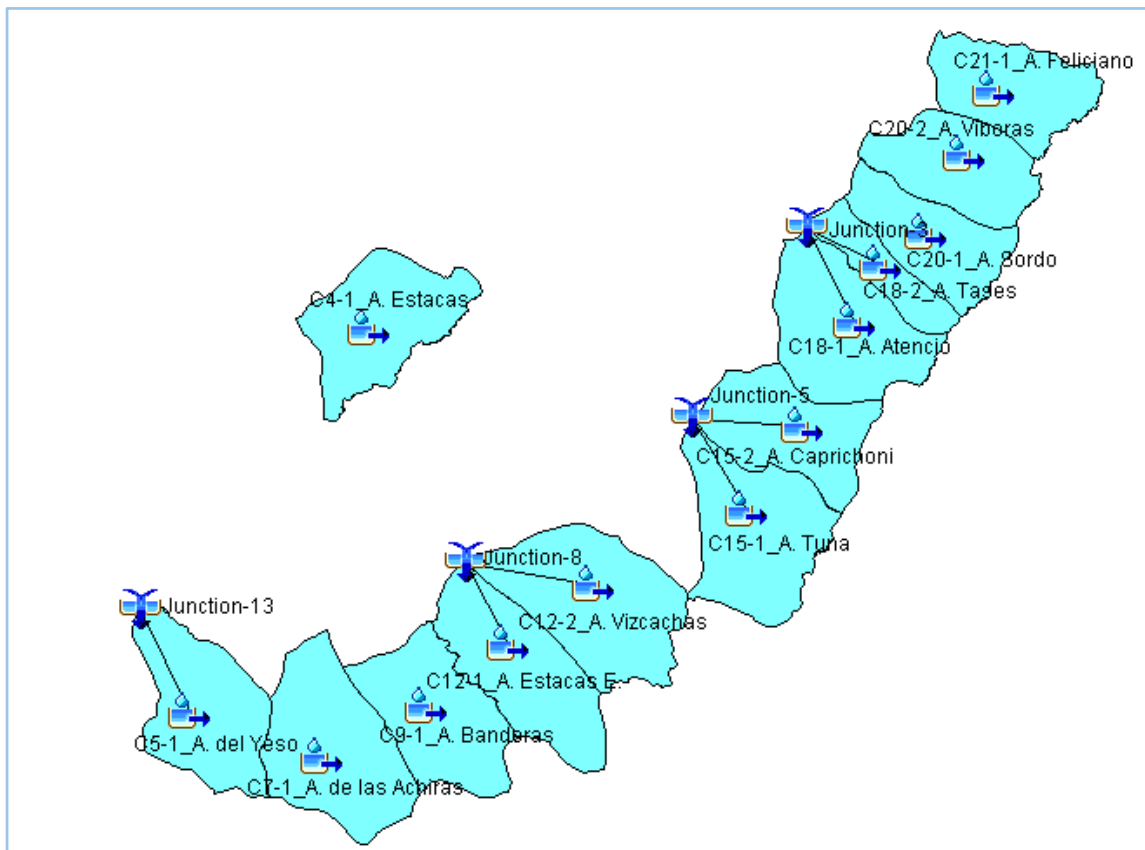 C21-1_A. Feliciano
C20-2_A. Viboras
Junction-3
C20-1_A. Sordo
C18-2_A. Tases
C4-1_A. Estacas
C18-1_A. Atencio
Junction-5
C15-2_A. Caprichoni
C15-1_A. Tuna
Junction-8
Junction-13
C12-2_A. Vizcachas
C12-1_A. Estacas E.
C9-1_A. Banderas
C5-1_A. del Yeso
C7-1_A. de las Achiras